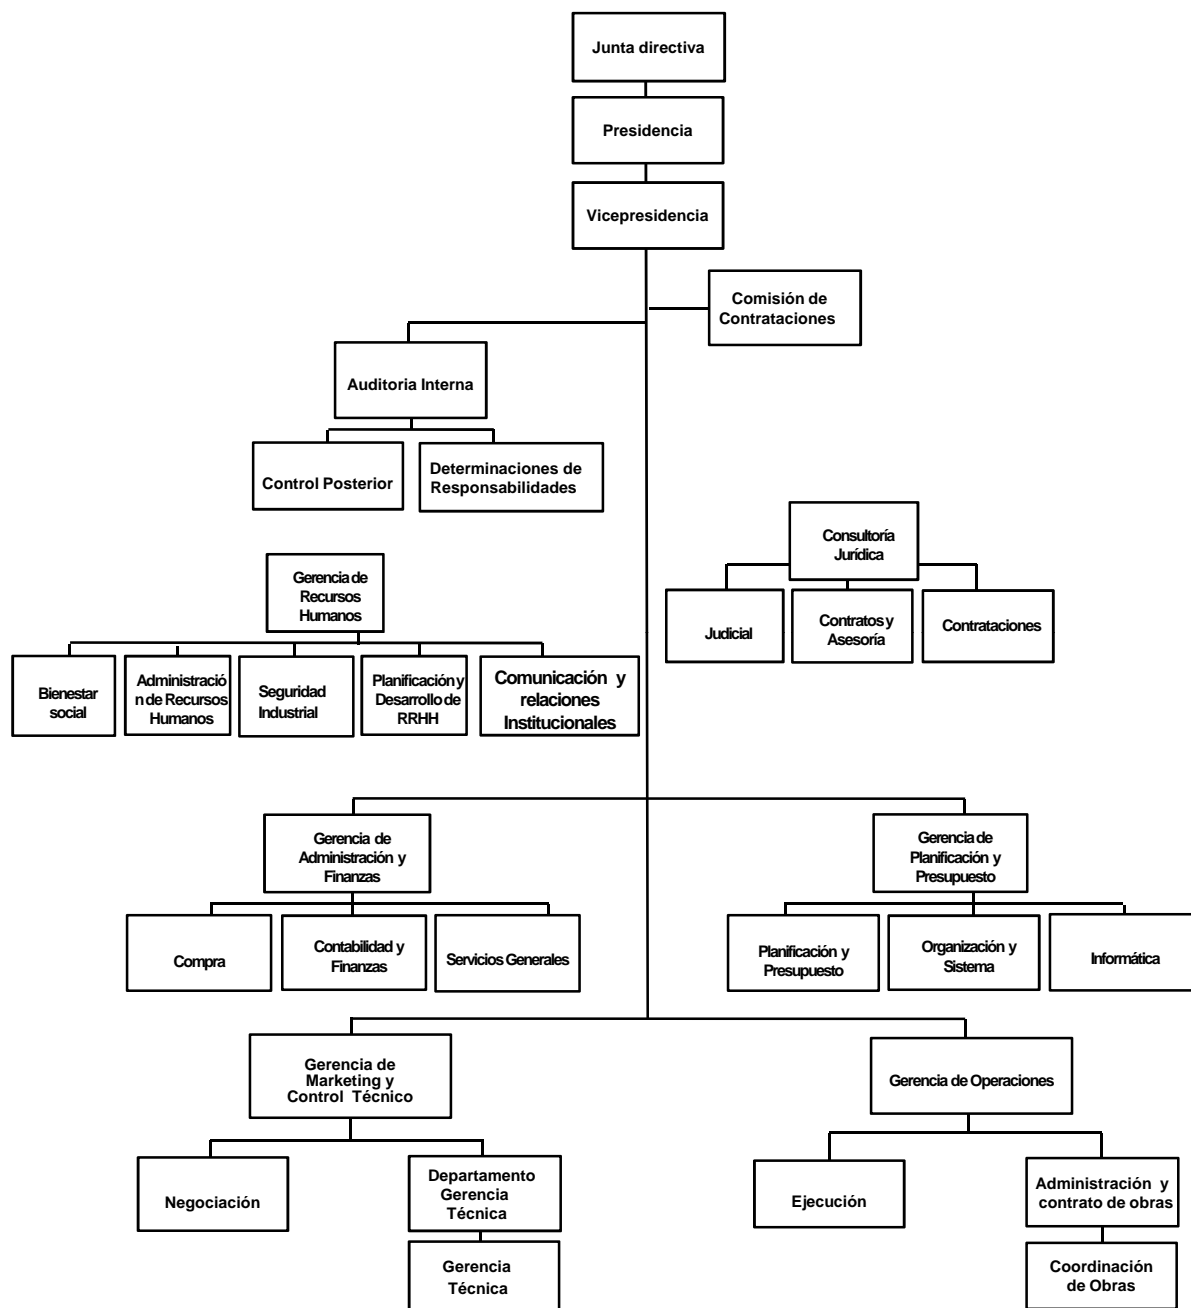 Junta directiva
Presidencia
Vicepresidencia
Comisión de
Contrataciones
Auditoria Interna
Control Posterior
Determinaciones de
Responsabilidades
Consultoría
Jurídica
Judicial
Contratos y
Asesoría
Contrataciones
Gerencia de
Recursos
Humanos
Bienestar
social
Administració
n de Recursos
Humanos
Seguridad
Industrial
Planificación y
Desarrollo de
RRHH
Comunicación y
relaciones
Institucionales
Gerencia de
Administración y
Finanzas
Gerencia de
Planificación y
Presupuesto
Compra
Contabilidad y
Finanzas
Servicios Generales
Planificación y
Presupuesto
Organización y
Sistema
Informática
Gerencia de
Marketing y
Control Técnico
Gerencia de Operaciones
Negociación
Departamento
Gerencia
Técnica
Gerencia
Técnica
Ejecución
Administración y
contrato de obras
Coordinación
de Obras